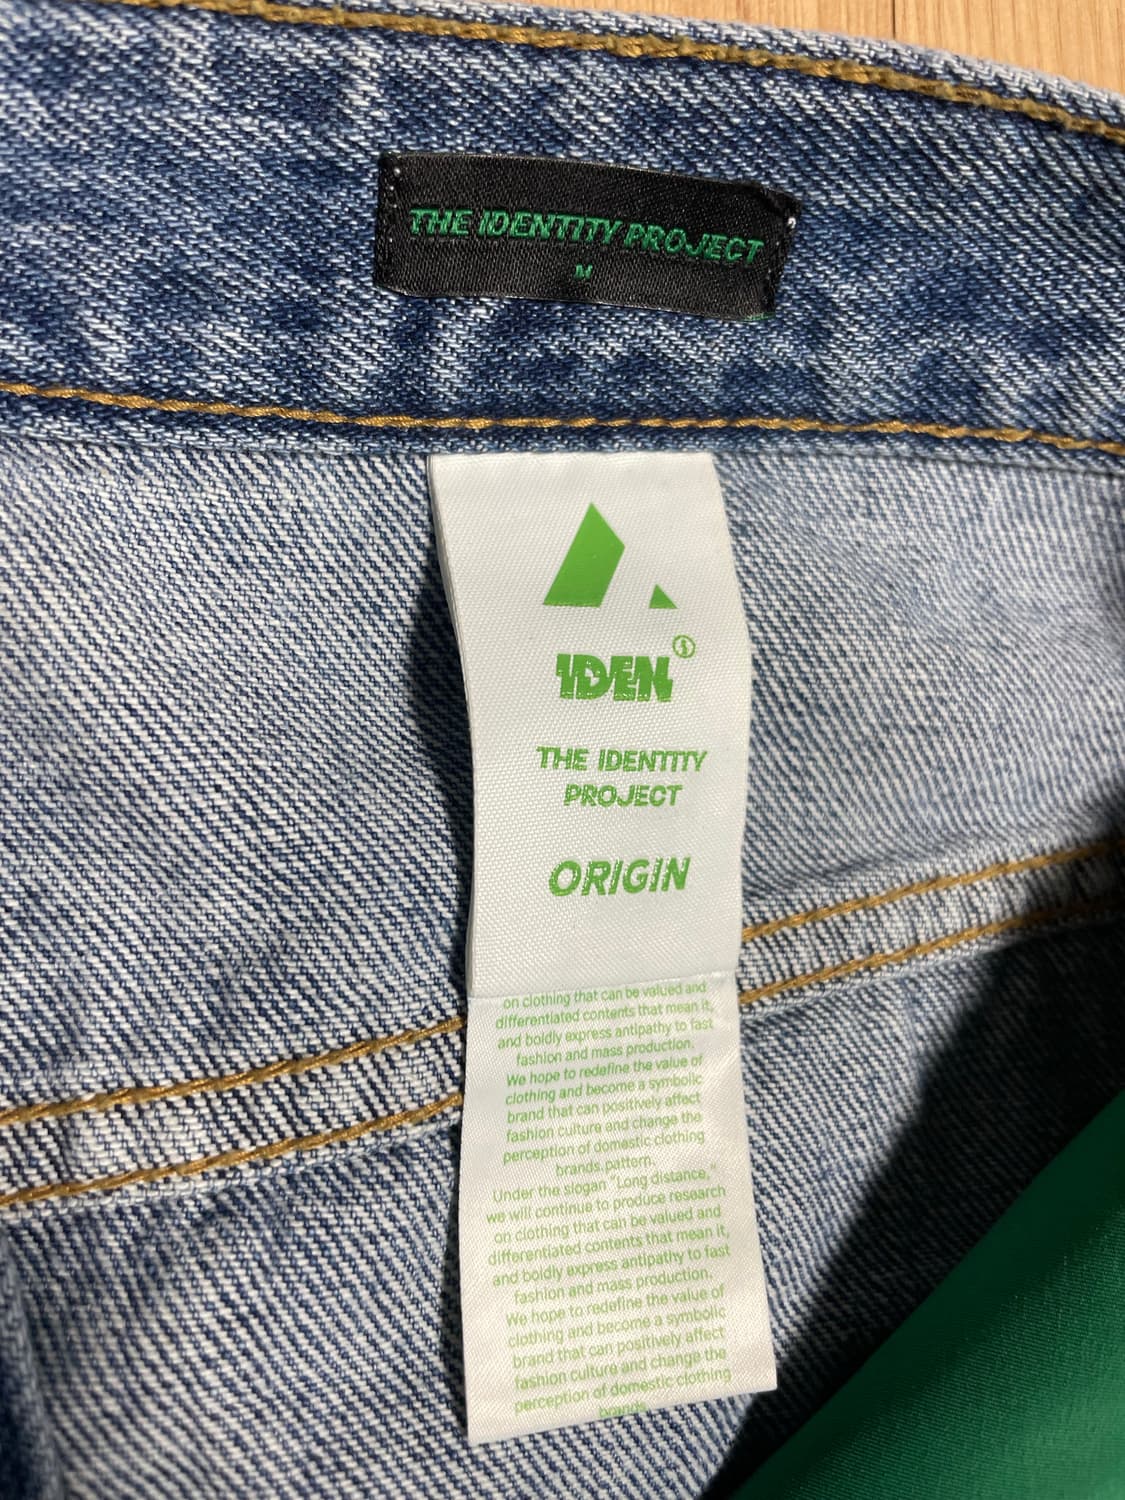 THE IDENTITY PROJECT
M
IDEN
THE IDENTITY
PROJECT
ORIGIN
on clothing that can be valued and
differentiated contents that mean it,
and boldly express antipathy to fast
fashion and mass production.
We hope to redefine the value of
clothing and become a symbolic
brand that can positively affect
fashion culture and change the
perception of domestic clothing
brands.pattern.
Under the slogan "Long distance,"
we will continue to produce research
on clothing that can be valued and
differentiated contents that mean it,
and boldly express antipathy to fast
fashion and mass production.
We hope to redefine the value of
clothing and become a symbolic
brand that can positively affect
fashion culture and change the
perception of domestic clothing
brands.